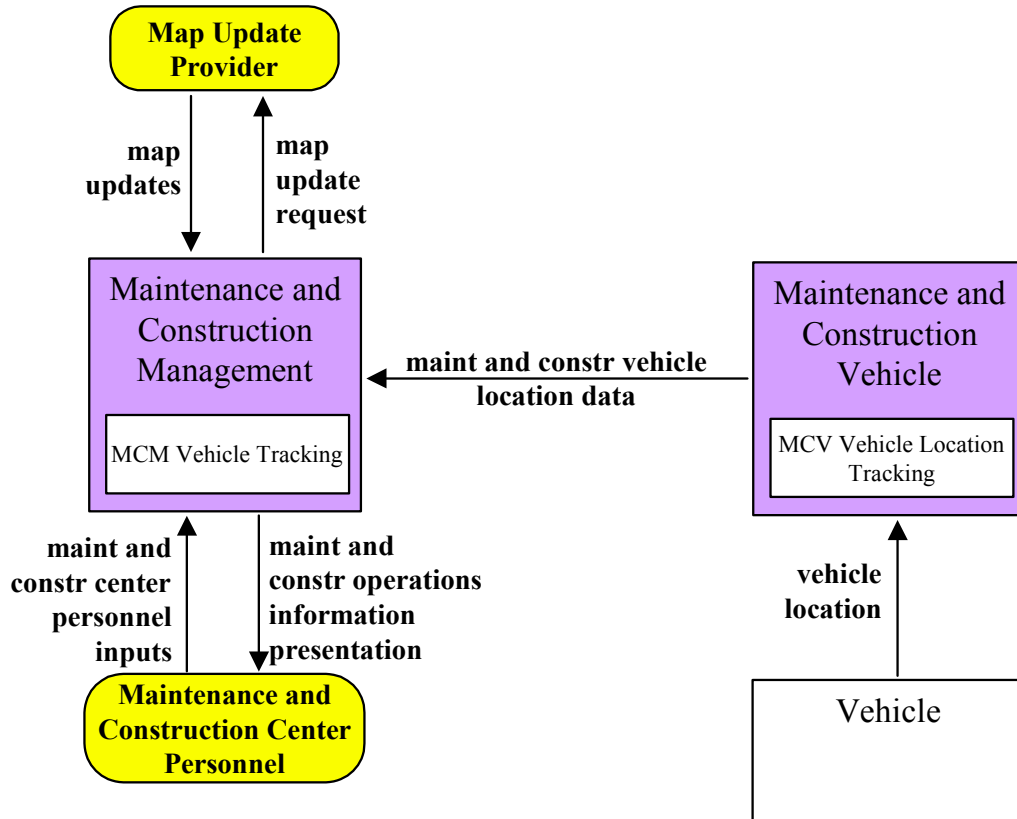 Map Update
Provider
map
updates
map
update
request
Maintenance and
Construction
Management
MCM Vehicle Tracking
maint and constr vehicle
location data
Maintenance and
Construction
Vehicle
MCV Vehicle Location
Tracking
maint and
constr center
personnel
inputs
maint and
constr operations
information
presentation
vehicle
location
Maintenance and
Construction Center
Personnel
Vehicle